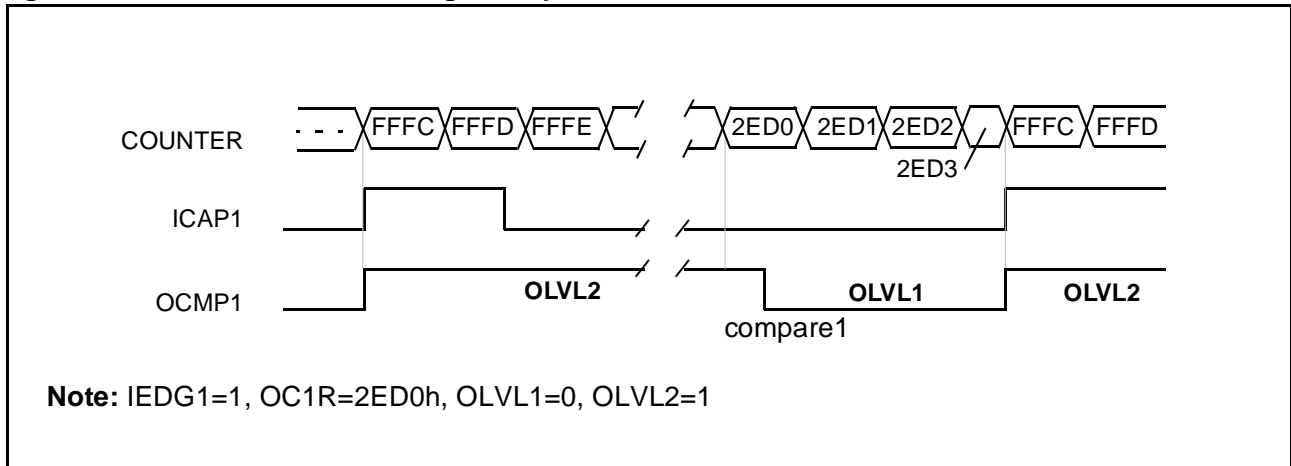 COUNTER - - - FFFC FFFD FFFE 2ED0 2ED1 2ED2 FFFC FFFD
2ED3
ICAP1
OCMP1 OLVL2 OLVL1 OLVL2
compare1
Note: IEDG1=1, OC1R=2ED0h, OLVL1=0, OLVL2=1